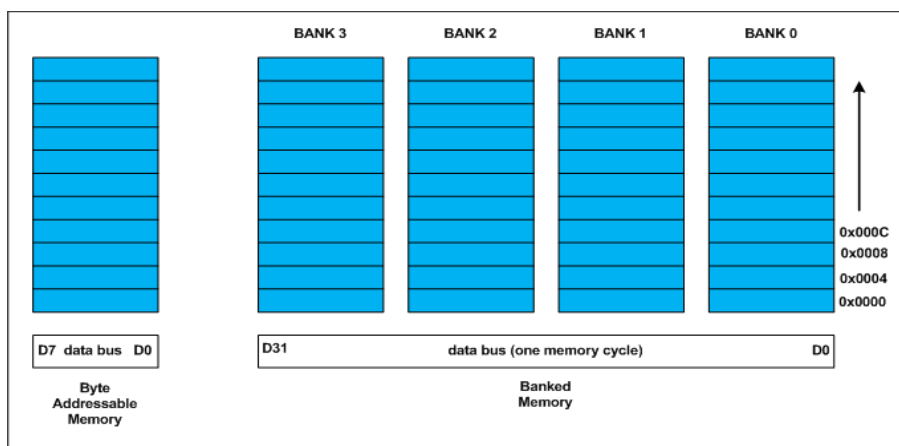 BANK 3 BANK 2 BANK 1 BANK 0
0x000C
0x0008
0x0004
0x0000
D7 data bus D0
D31 data bus (one memory cycle) D0
Byte
Addressable
Memory
Banked
Memory